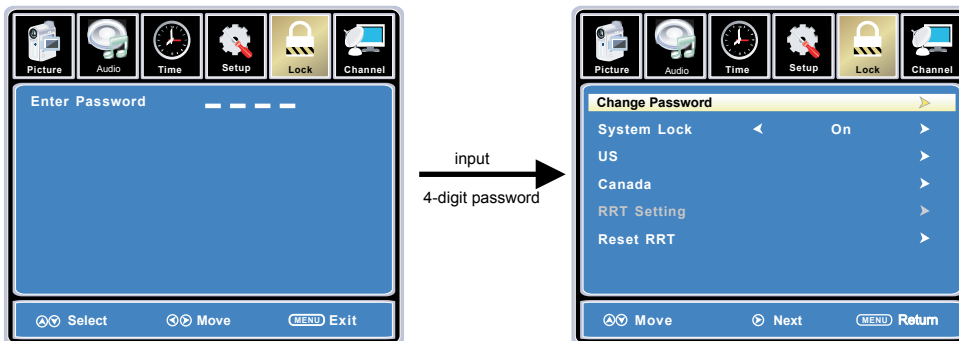 Picture Audio Time Setup Lock Channel
Enter Password _ _ _ _
Select Move MENU Exit
input
4-digit password
Picture Audio Time Setup Lock Channel
Change Password
System Lock On
US
Canada
RRT Setting
Reset RRT
Move Next MENU Return